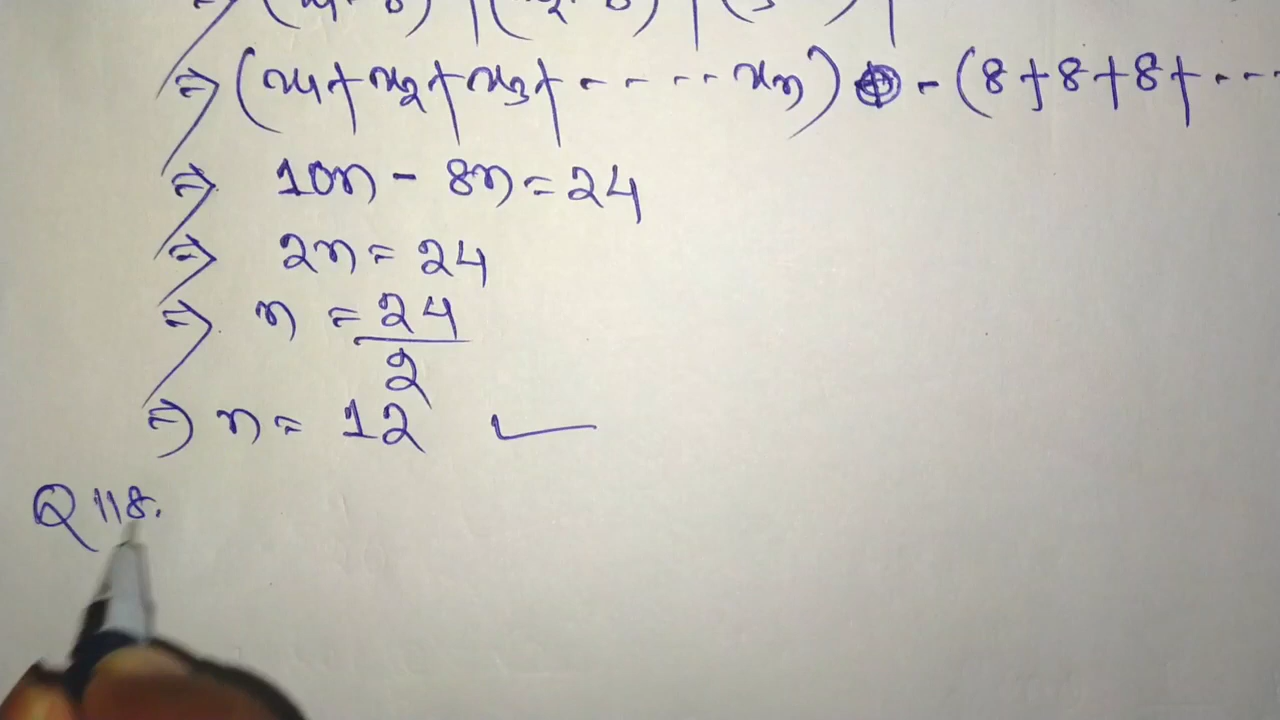 ⇒ (x1 + x2 + x3 + ---- xn) - (8 + 8 + 8 + ---
⇒ 10n - 8n = 24
⇒ 2n = 24
⇒ n = 24
2
⇒ n = 12 ✓
Q 118.